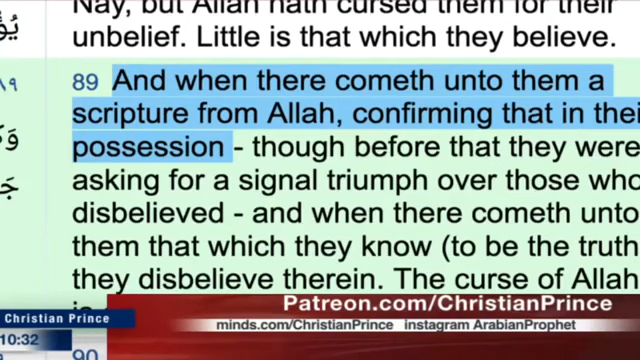 Nay, but Allah hath cursed them for their
unbelief. Little is that which they believe.
٨٩
89 And when there cometh unto them a
scripture from Allah, confirming that in thei
possession - though before that they were
asking for a signal triumph over those who
disbelieved - and when there cometh unto
them that which they know (to be the truth
they disbelieve therein. The curse of Allah
is
90
Christian Prince
10:32
Patreon.com/ChristianPrince
minds.com/ChristianPrince instagram ArabianProphet